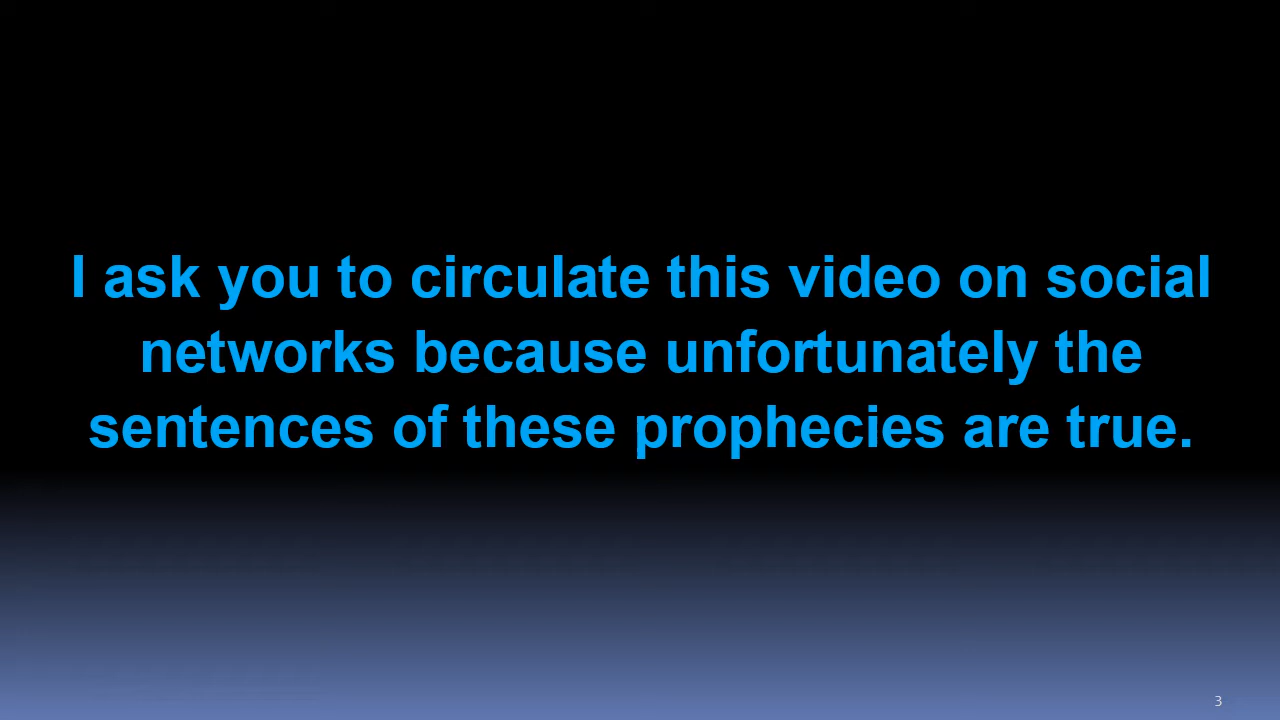 I ask you to circulate this video on social
networks because unfortunately the
sentences of these prophecies are true.
3